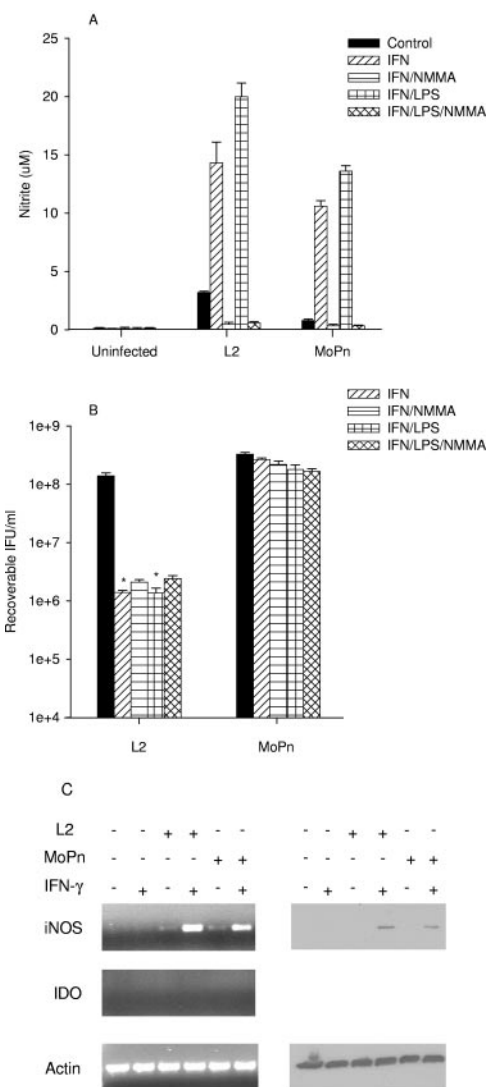 A
Control
IFN
IFN/NMMA
IFN/LPS
IFN/LPS/NMMA
Nitrite (uM)
25
20
15
10
5
0
Uninfected L2 MoPn
B
IFN
IFN/NMMA
IFN/LPS
IFN/LPS/NMMA
Recoverable IFU/ml
1e+9
1e+8
1e+7
1e+6
1e+5
1e+4
* *
L2 MoPn
C
L2 - - + + - - - - + + - -
MoPn - - - - + + - - - - + +
IFN-γ - + - + - + - + - + - +
iNOS
IDO
Actin